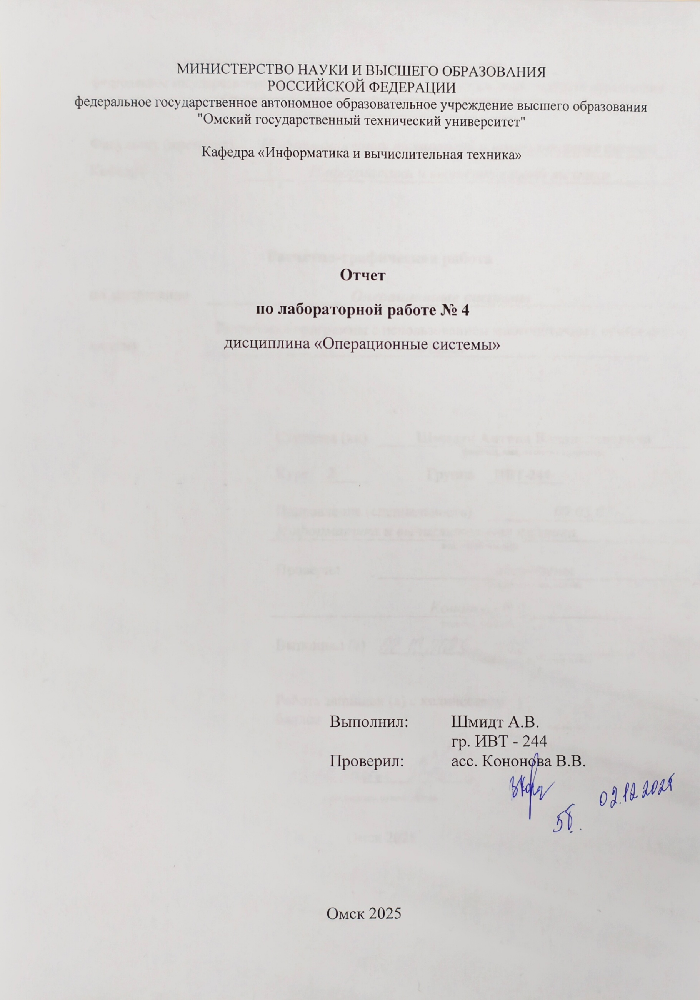 МИНИСТЕРСТВО НАУКИ И ВЫСШЕГО ОБРАЗОВАНИЯ
РОССИЙСКОЙ ФЕДЕРАЦИИ
федеральное государственное автономное образовательное учреждение высшего образования
"Омский государственный технический университет"
Кафедра «Информатика и вычислительная техника»
Отчет
по лабораторной работе № 4
дисциплина «Операционные системы»
Выполнил: Шмидт А.В.
гр. ИВТ - 244
Проверил: асс. Кононова В.В.
02.12.2025
5б.
Омск 2025